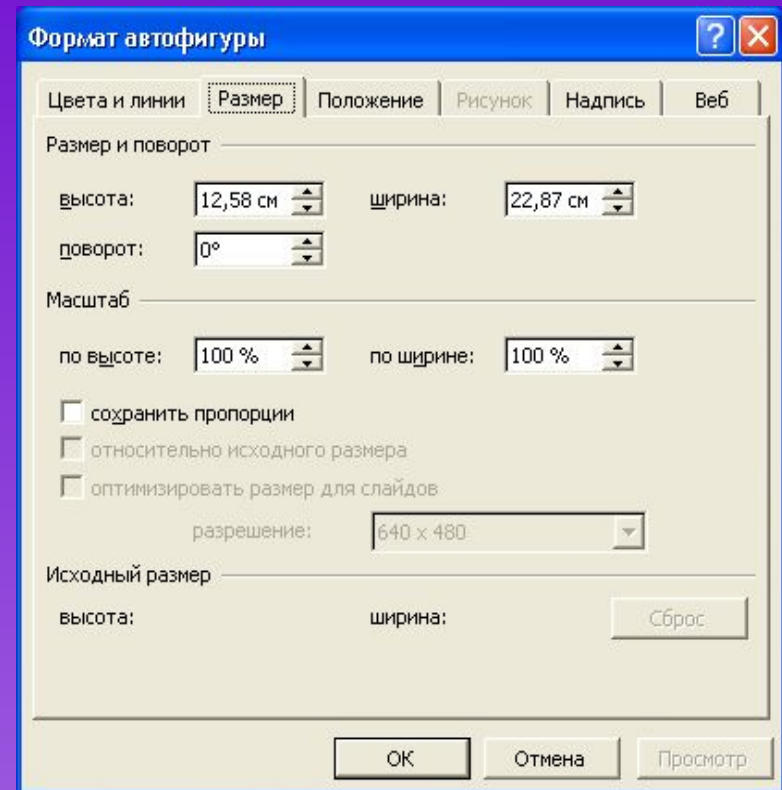 Формат автофигуры
Цвета и линии Размер Положение Рисунок Надпись Веб
Размер и поворот
высота: 12,58 см ширина: 22,87 см
поворот: 0°
Масштаб
по высоте: 100 % по ширине: 100 %
сохранить пропорции
относительно исходного размера
оптимизировать размер для слайдов
разрешение: 640 x 480
Исходный размер
высота: ширина: Сброс
ОК Отмена Просмотр